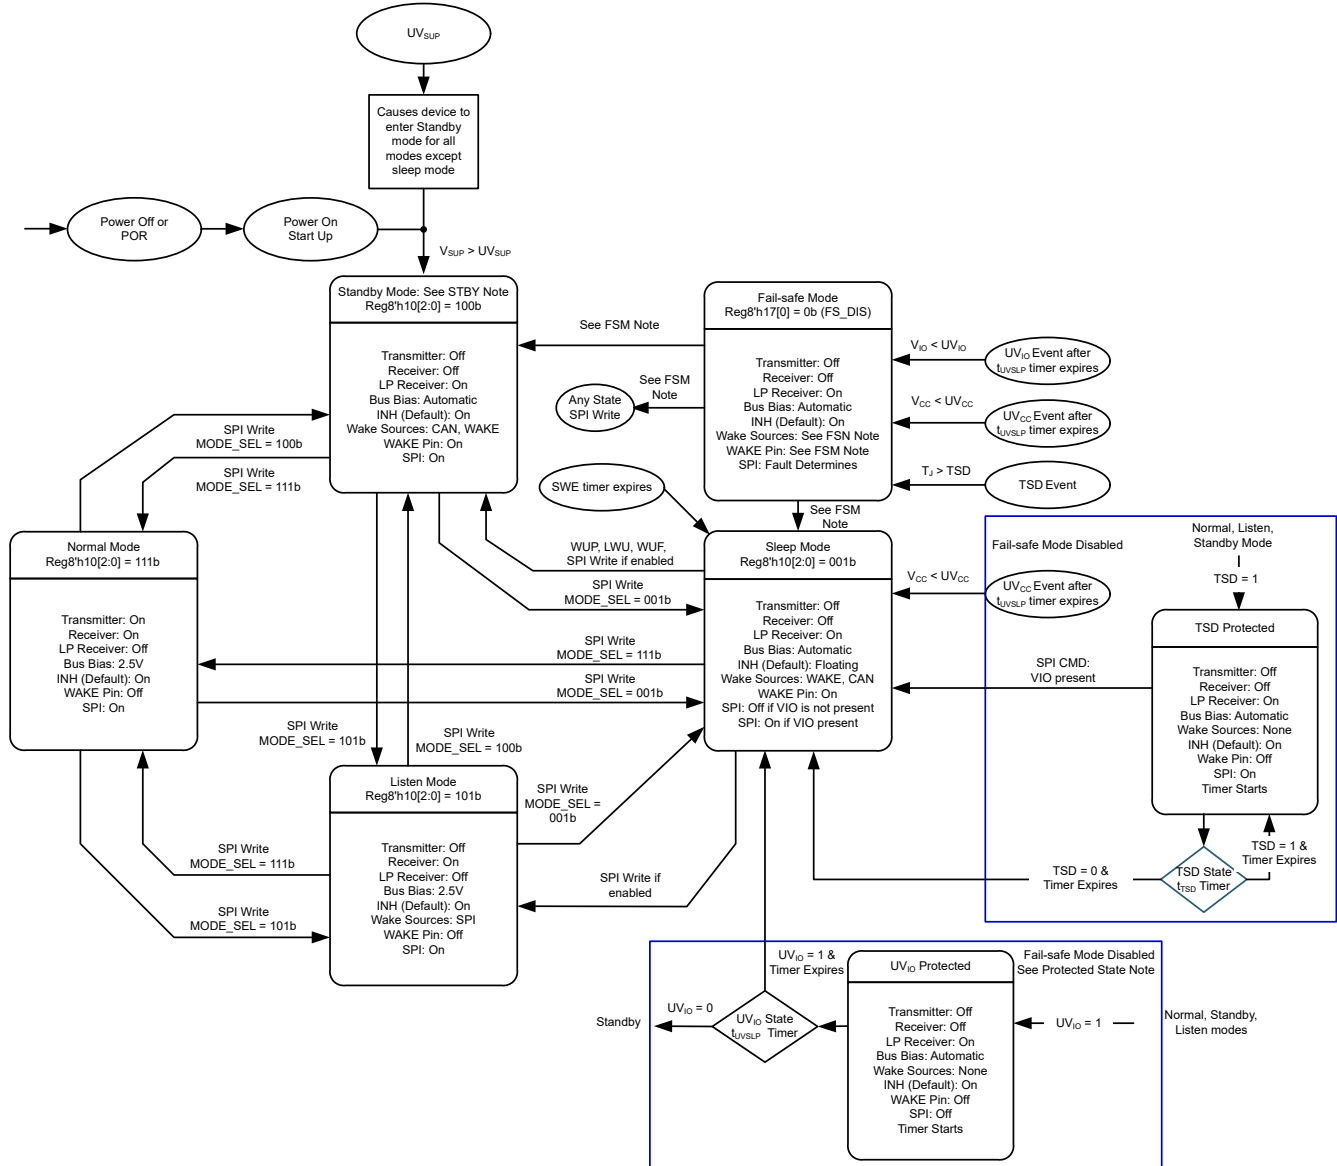 UVSUP
Causes device to
enter Standby
mode for all
modes except
sleep mode
Power Off or
POR
Power On
Start Up
VSUP > UVSUP
Standby Mode: See STBY Note
Reg8'h10[2:0] = 100b
Transmitter: Off
Receiver: Off
LP Receiver: On
Bus Bias: Automatic
INH (Default): On
Wake Sources: CAN, WAKE
WAKE Pin: On
SPI: On
See FSM Note
Fail-safe Mode
Reg8'h17[0] = 0b (FS_DIS)
Transmitter: Off
Receiver: Off
LP Receiver: On
Bus Bias: Automatic
INH (Default): On
Wake Sources: See FSN Note
WAKE Pin: See FSM Note
SPI: Fault Determines
VIO < UVIO
UVIO Event after
tUVSLP timer expires
VCC < UVCC
UVCC Event after
tUVSLP timer expires
TJ > TSD
TSD Event
See FSM
Note
Any State
SPI Write
SPI Write
MODE_SEL = 100b
SPI Write
MODE_SEL = 111b
SWE timer expires
See FSM
Note
Normal Mode
Reg8'h10[2:0] = 111b
Transmitter: On
Receiver: On
LP Receiver: Off
Bus Bias: 2.5V
INH (Default): On
WAKE Pin: Off
SPI: On
WUP, LWU, WUF,
SPI Write if enabled
SPI Write
MODE_SEL = 001b
SPI Write
MODE_SEL = 111b
SPI Write
MODE_SEL = 001b
Sleep Mode
Reg8'h10[2:0] = 001b
Transmitter: Off
Receiver: Off
LP Receiver: On
Bus Bias: Automatic
INH (Default): Floating
Wake Sources: WAKE, CAN
WAKE Pin: On
SPI: Off if VIO is not present
SPI: On if VIO present
Fail-safe Mode Disabled
VCC < UVCC
UVCC Event after
tUVSLP timer expires
Normal, Listen,
Standby Mode
TSD = 1
TSD Protected
Transmitter: Off
Receiver: Off
LP Receiver: On
Bus Bias: Automatic
Wake Sources: None
INH (Default): On
Wake Pin: Off
SPI: On
Timer Starts
SPI CMD:
VIO present
TSD State
tTSD Timer
TSD = 1 &
Timer Expires
TSD = 0 &
Timer Expires
SPI Write
MODE_SEL = 101b
SPI Write
MODE_SEL = 100b
Listen Mode
Reg8'h10[2:0] = 101b
Transmitter: Off
Receiver: On
LP Receiver: Off
Bus Bias: 2.5V
INH (Default): On
Wake Sources: SPI
WAKE Pin: Off
SPI: On
SPI Write
MODE_SEL =
001b
SPI Write
MODE_SEL = 111b
SPI Write
MODE_SEL = 101b
SPI Write if
enabled
UVIO = 1 &
Timer Expires
UVIO Protected
Transmitter: Off
Receiver: Off
LP Receiver: On
Bus Bias: Automatic
Wake Sources: None
INH (Default): On
WAKE Pin: Off
SPI: Off
Timer Starts
Fail-safe Mode Disabled
See Protected State Note
Standby
UVIO = 0
UVIO State
tUVSLP Timer
UVIO = 1
Normal, Standby,
Listen modes